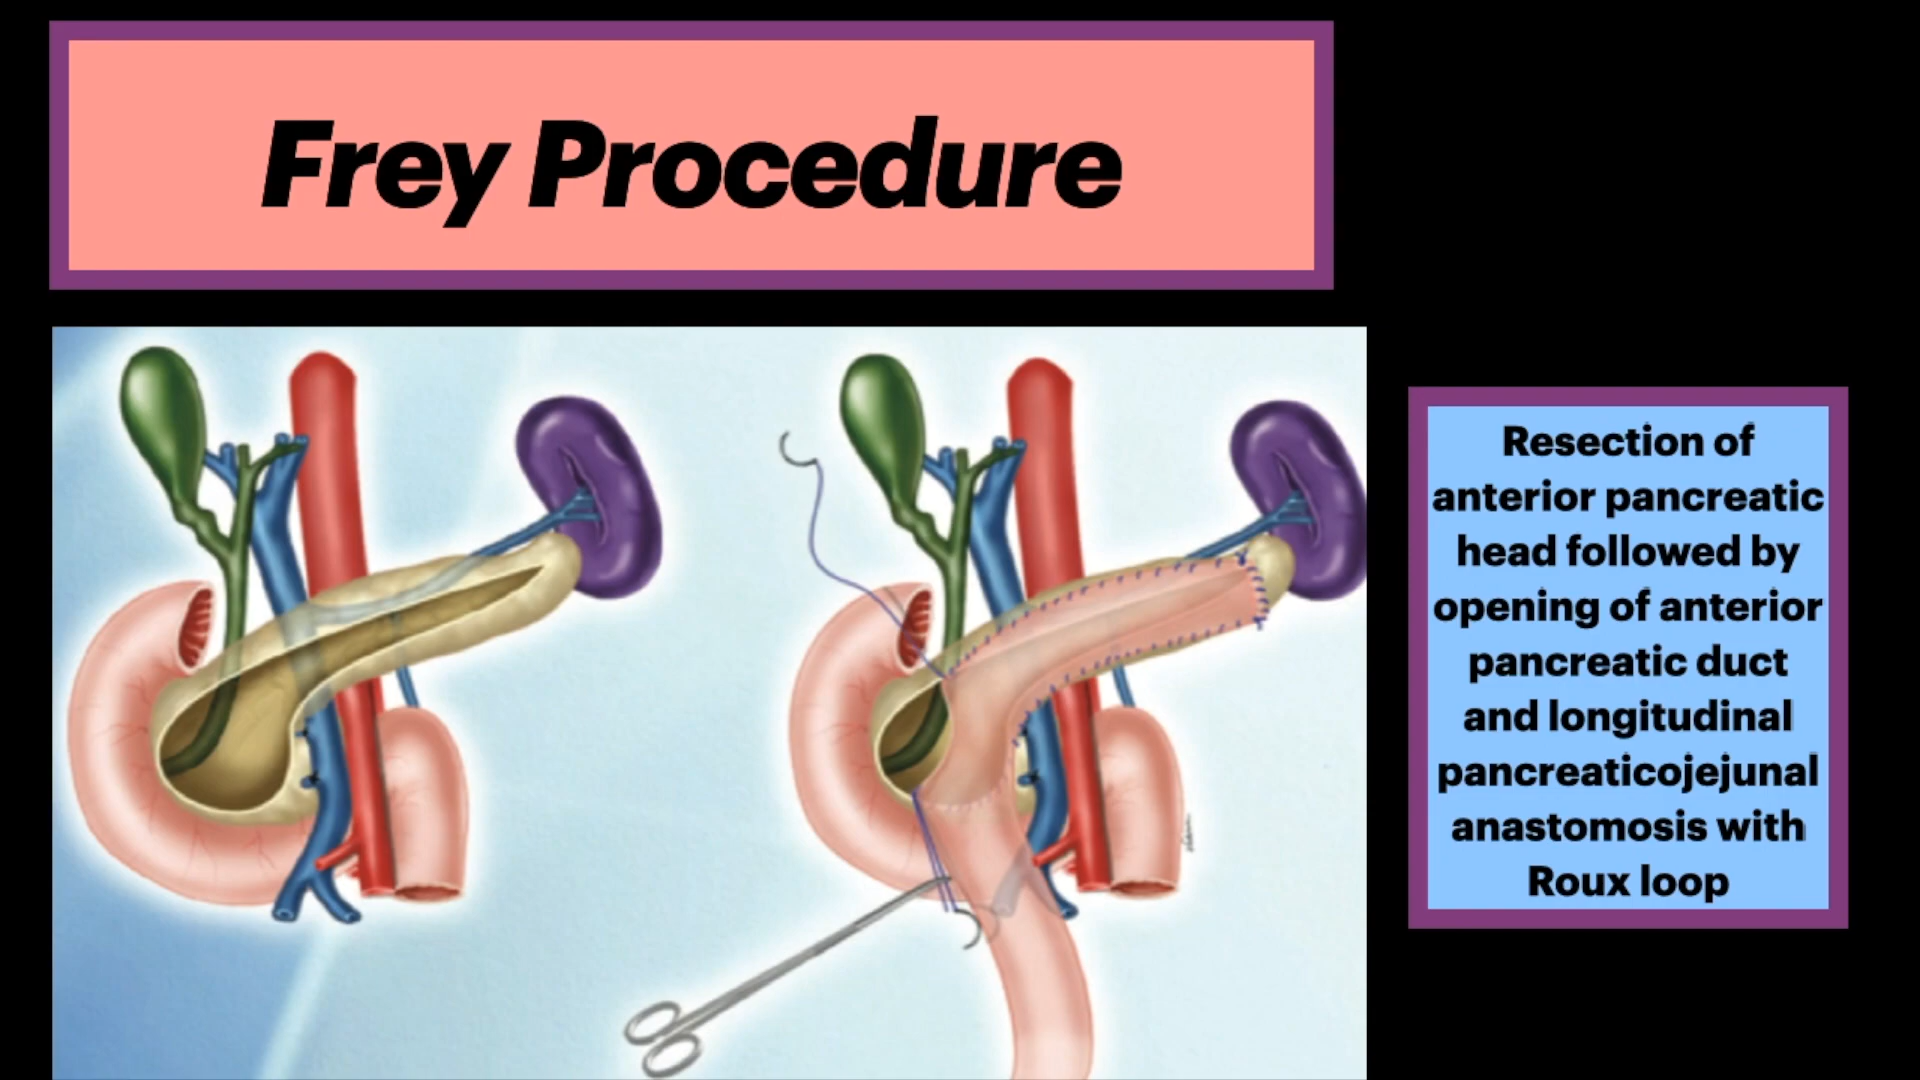 Frey Procedure
Resection of
anterior pancreatic
head followed by
opening of anterior
pancreatic duct
and longitudinal
pancreaticojejunal
anastomosis with
Roux loop